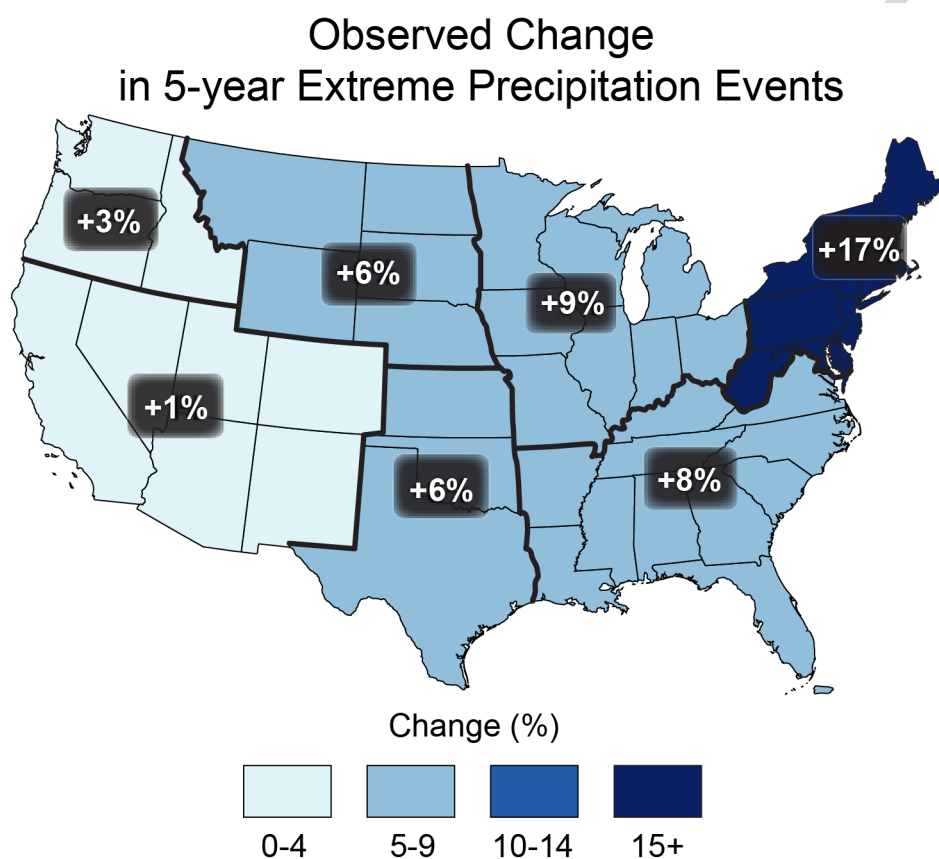 Observed Change
in 5-year Extreme Precipitation Events
+3%
+17%
+6%
+9%
+1%
+6%
+8%
Change (%)
0-4 5-9 10-14 15+